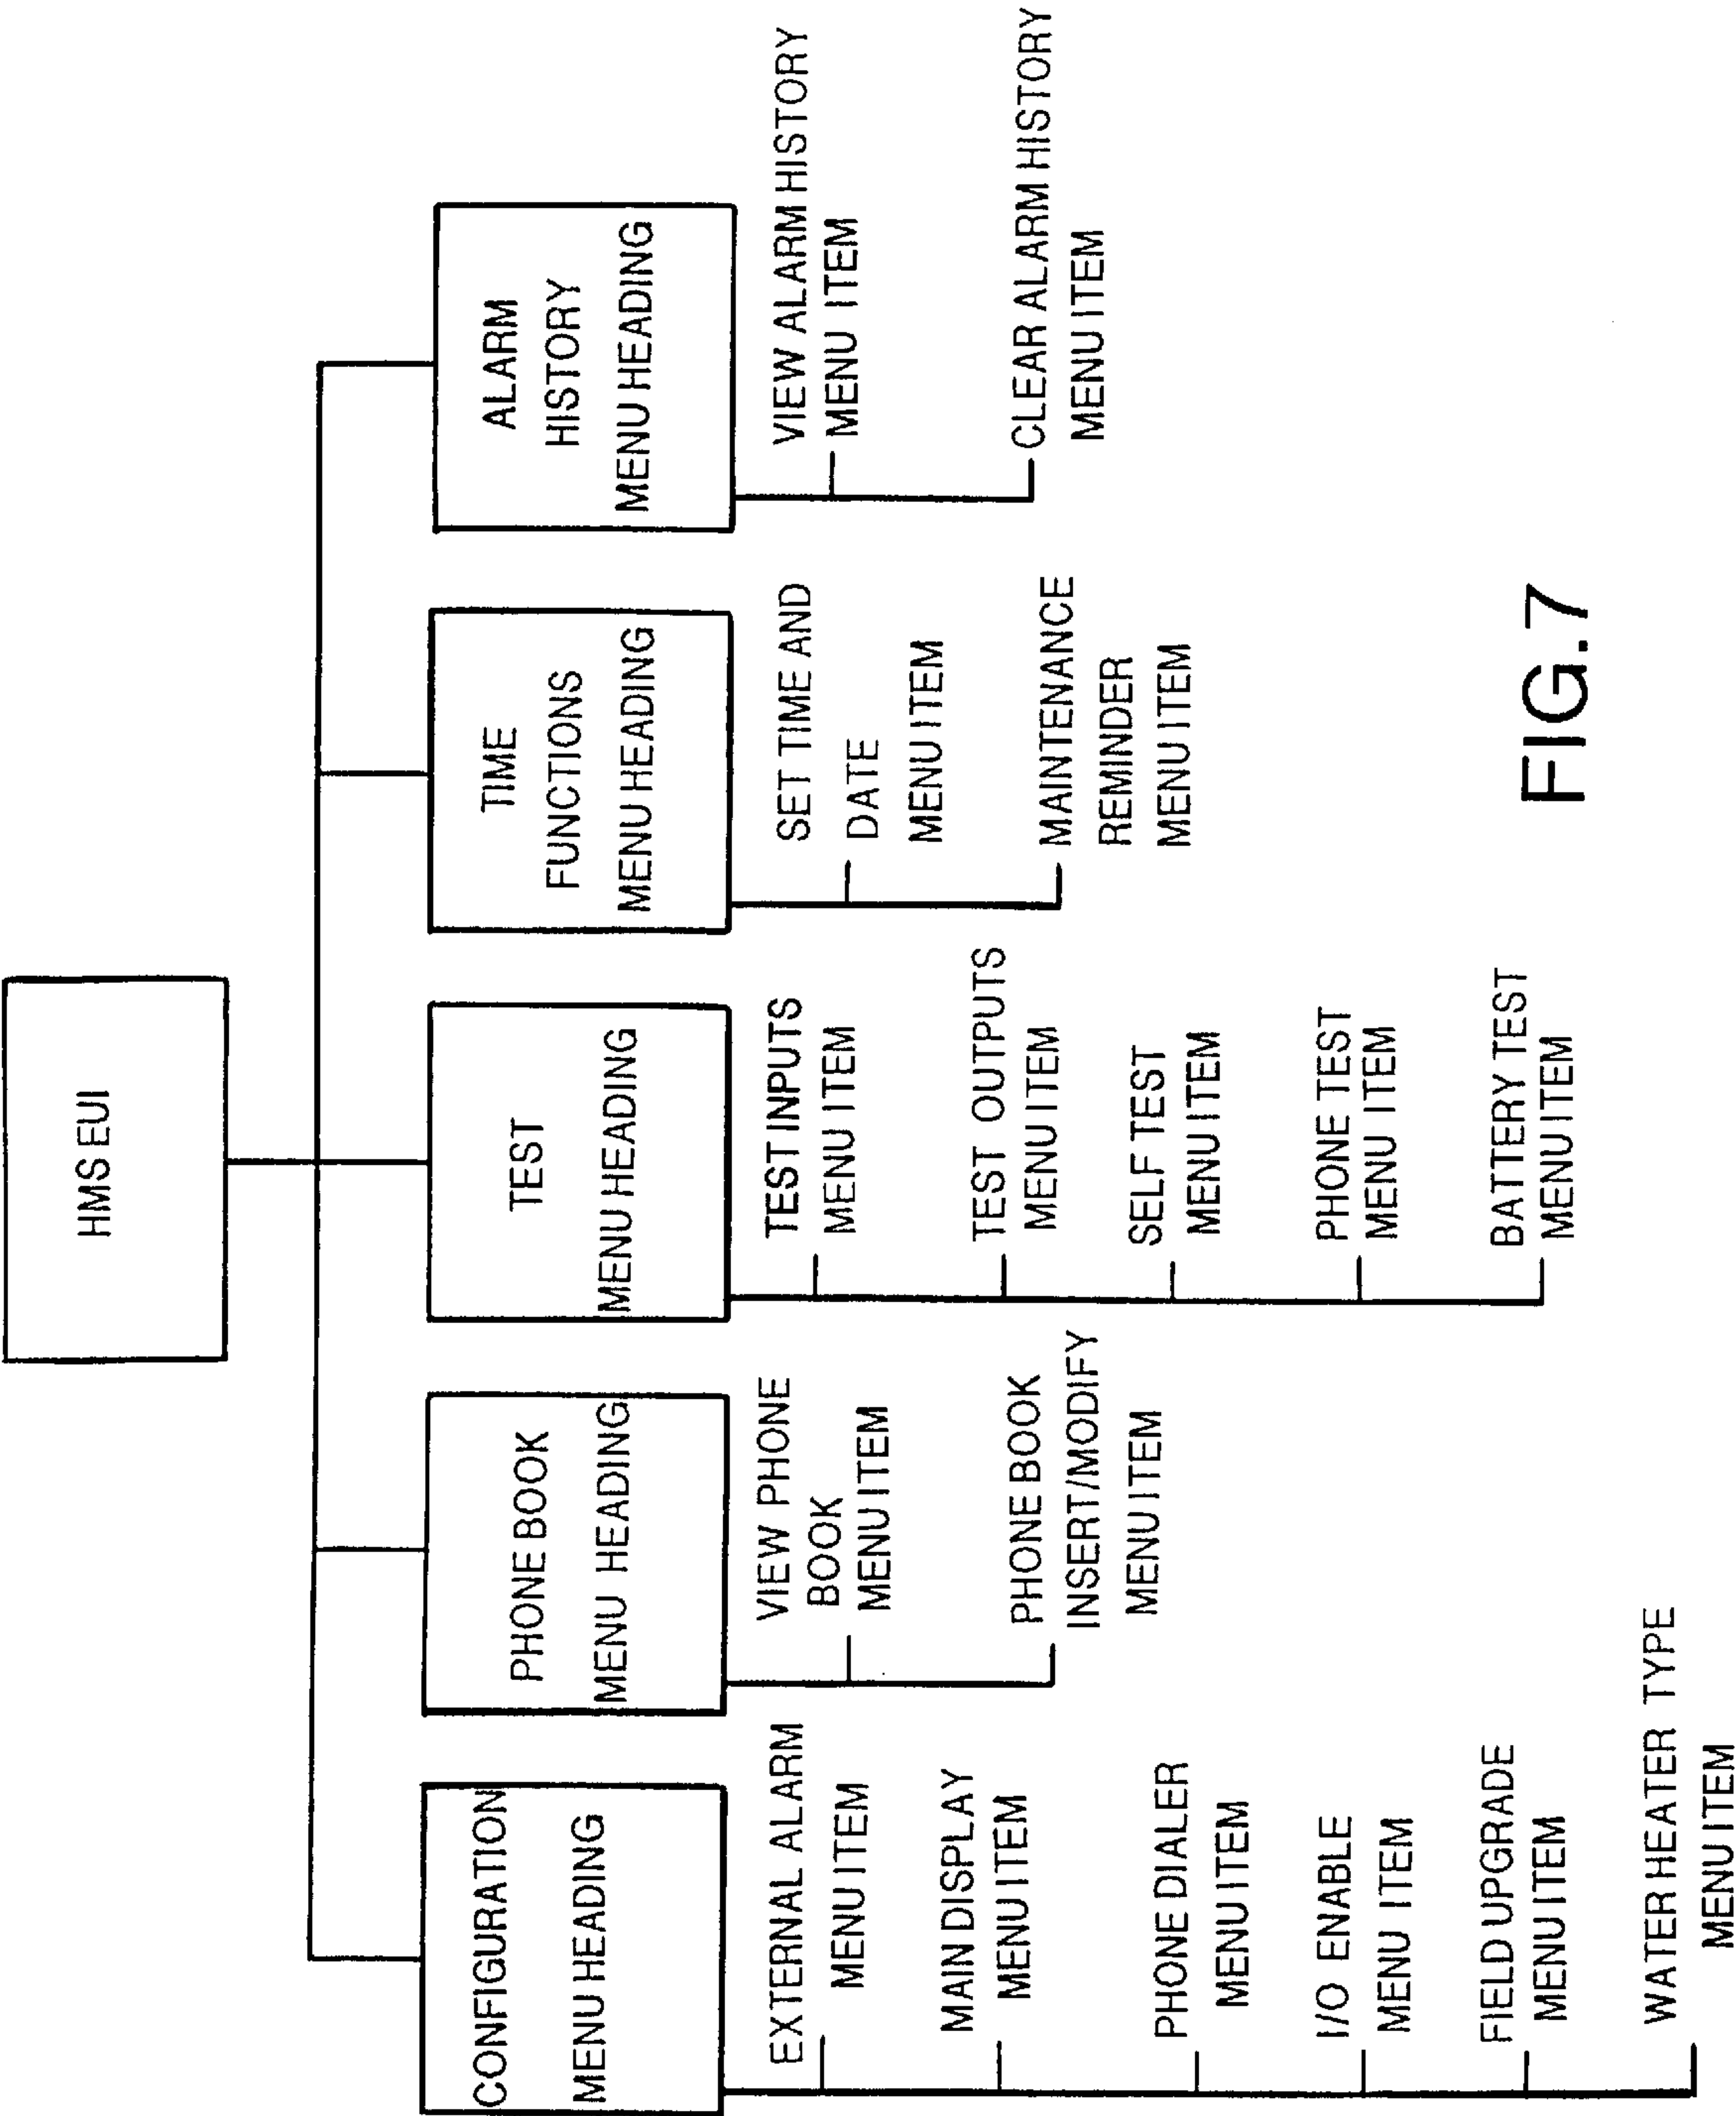 HMS EUI
CONFIGURATION
MENU HEADING
EXTERNAL ALARM
MENU ITEM
MAIN DISPLAY
MENU ITEM
PHONE DIALER
MENU ITEM
I/O ENABLE
MENU ITEM
FIELD UPGRADE
MENU ITEM
WATER HEATER TYPE
MENU ITEM
PHONE BOOK
MENU HEADING
VIEW PHONE
BOOK
MENU ITEM
PHONE BOOK
INSERT/MODIFY
MENU ITEM
TEST
MENU HEADING
TEST INPUTS
MENU ITEM
TEST OUTPUTS
MENU ITEM
SELF TEST
MENU ITEM
PHONE TEST
MENU ITEM
BATTERY TEST
MENU ITEM
TIME
FUNCTIONS
MENU HEADING
SET TIME AND
DATE
MENU ITEM
MAINTENANCE
REMINDER
MENU ITEM
ALARM
HISTORY
MENU HEADING
VIEW ALARM HISTORY
MENU ITEM
CLEAR ALARM HISTORY
MENU ITEM
FIG.7